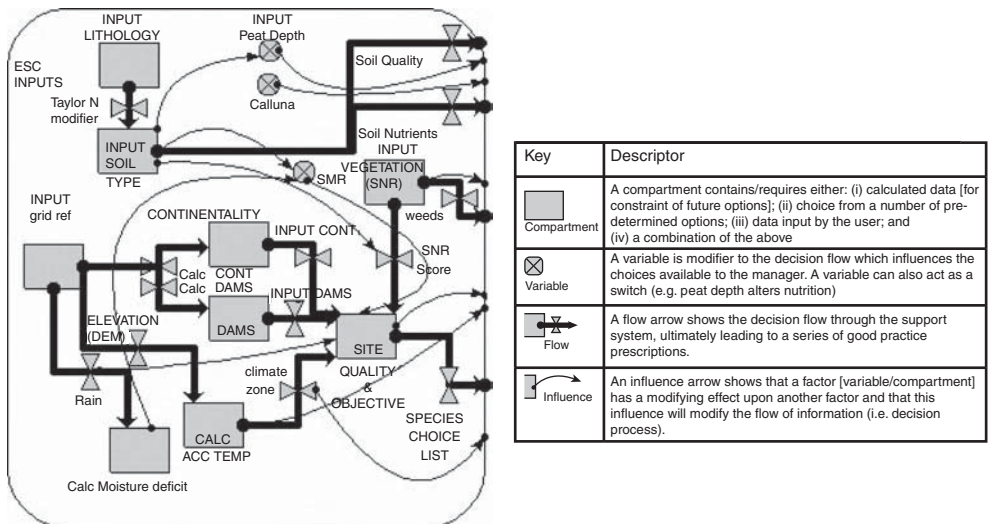 INPUT
LITHOLOGY
INPUT
Peat Depth
ESC
INPUTS
Soil Quality
Taylor N
modifier
Calluna
INPUT
SOIL
TYPE
Soil Nutrients
INPUT
VEGETATION
(SNR)
SMR
weeds
INPUT
grid ref
CONTINENTALITY
INPUT CONT
SNR
Score
Calc
Calc
CONT
DAMS
INPUT DAMS
DAMS
ELEVATION
(DEM)
SITE
QUALITY
&
OBJECTIVE
climate
zone
Rain
SPECIES
CHOICE
LIST
CALC
ACC TEMP
Calc Moisture deficit
Key
Descriptor
Compartment
A compartment contains/requires either: (i) calculated data [for
constraint of future options]; (ii) choice from a number of pre-
determined options; (iii) data input by the user; and
(iv) a combination of the above
Variable
A variable is modifier to the decision flow which influences the
choices available to the manager. A variable can also act as a
switch (e.g. peat depth alters nutrition)
Flow
A flow arrow shows the decision flow through the support
system, ultimately leading to a series of good practice
prescriptions.
Influence
An influence arrow shows that a factor [variable/compartment]
has a modifying effect upon another factor and that this
influence will modify the flow of information (i.e. decision
process).